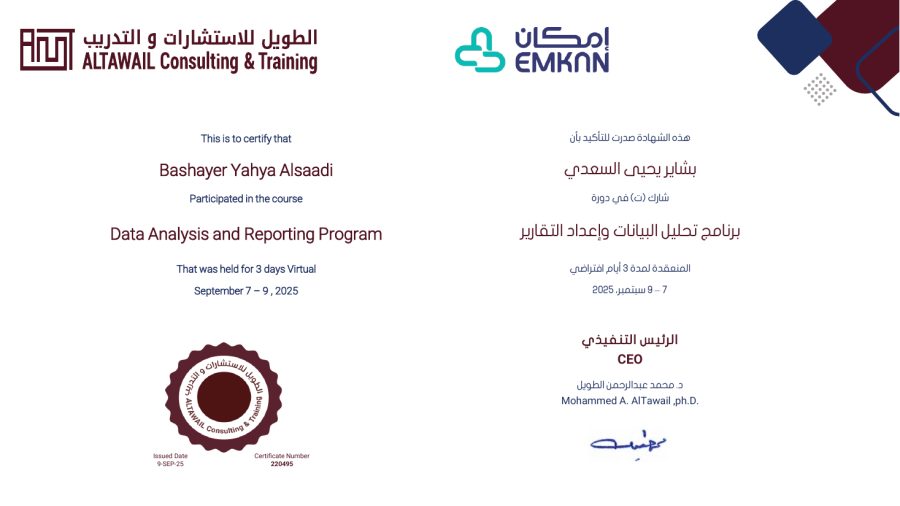 الطويل للاستشارات و التدريب
ALTAWAIL Consulting & Training
إمكان
EMKAN
This is to certify that
Bashayer Yahya Alsaadi
Participated in the course
Data Analysis and Reporting Program
That was held for 3 days Virtual
September 7 – 9 , 2025
هذه الشهادة صدرت للتأكيد بأن
بشاير يحيى السعدي
شارك (ت) في دورة
برنامج تحليل البيانات وإعداد التقارير
المنعقدة لمدة 3 أيام افتراضي
7 – 9 سبتمبر، 2025
الرئيس التنفيذي
CEO
د. محمد عبدالرحمن الطويل
Mohammed A. AlTawail ,ph.D.
الطويل للاستشارات و التدريب
ALTAWAIL Consulting & Training
Issued Date
9-SEP-25
Certificate Number
220495